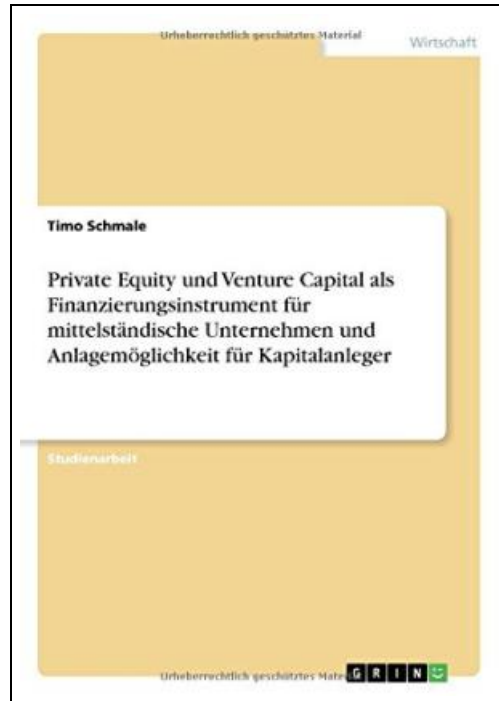 Urheberrechtlich geschütztes Material
Wirtschaft
Timo Schmale
Private Equity und Venture Capital als
Finanzierungsinstrument für
mittelständische Unternehmen und
Anlagemöglichkeit für Kapitalanleger
Studienarbeit
Urheberrechtlich geschütztes Mate
GRIN